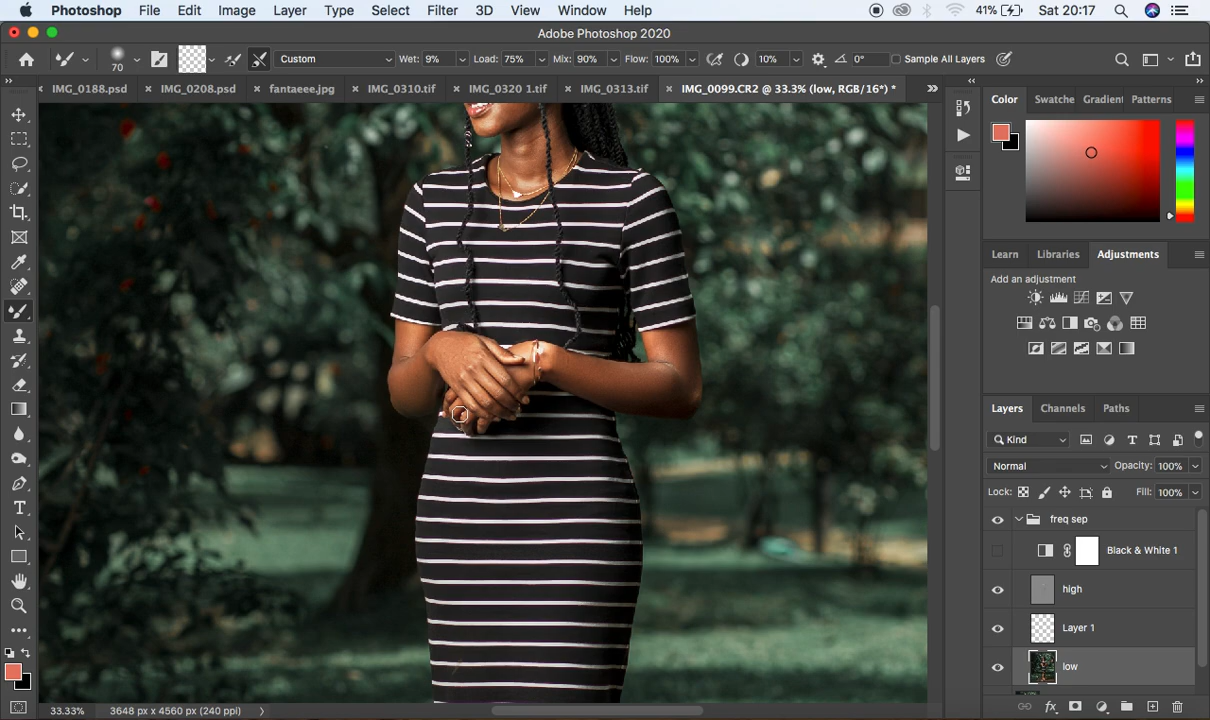 Photoshop File Edit Image Layer Type Select Filter 3D View Window Help 41% Sat 20:17
Adobe Photoshop 2020
70 Custom Wet: 9% Load: 75% Mix: 90% Flow: 100% 10% 0° Sample All Layers
IMG_0188.psd × IMG_0208.psd × fantaeee.jpg × IMG_0310.tif × IMG_0320 1.tif × IMG_0313.tif × IMG_0099.CR2 @ 33.3% (low, RGB/16*) *
Color Swatche Gradient Patterns
Learn Libraries Adjustments
Add an adjustment
Layers Channels Paths
Kind
Normal Opacity: 100%
Lock: Fill: 100%
freq sep
Black & White 1
high
Layer 1
low
33.33% 3648 px x 4560 px (240 ppi)